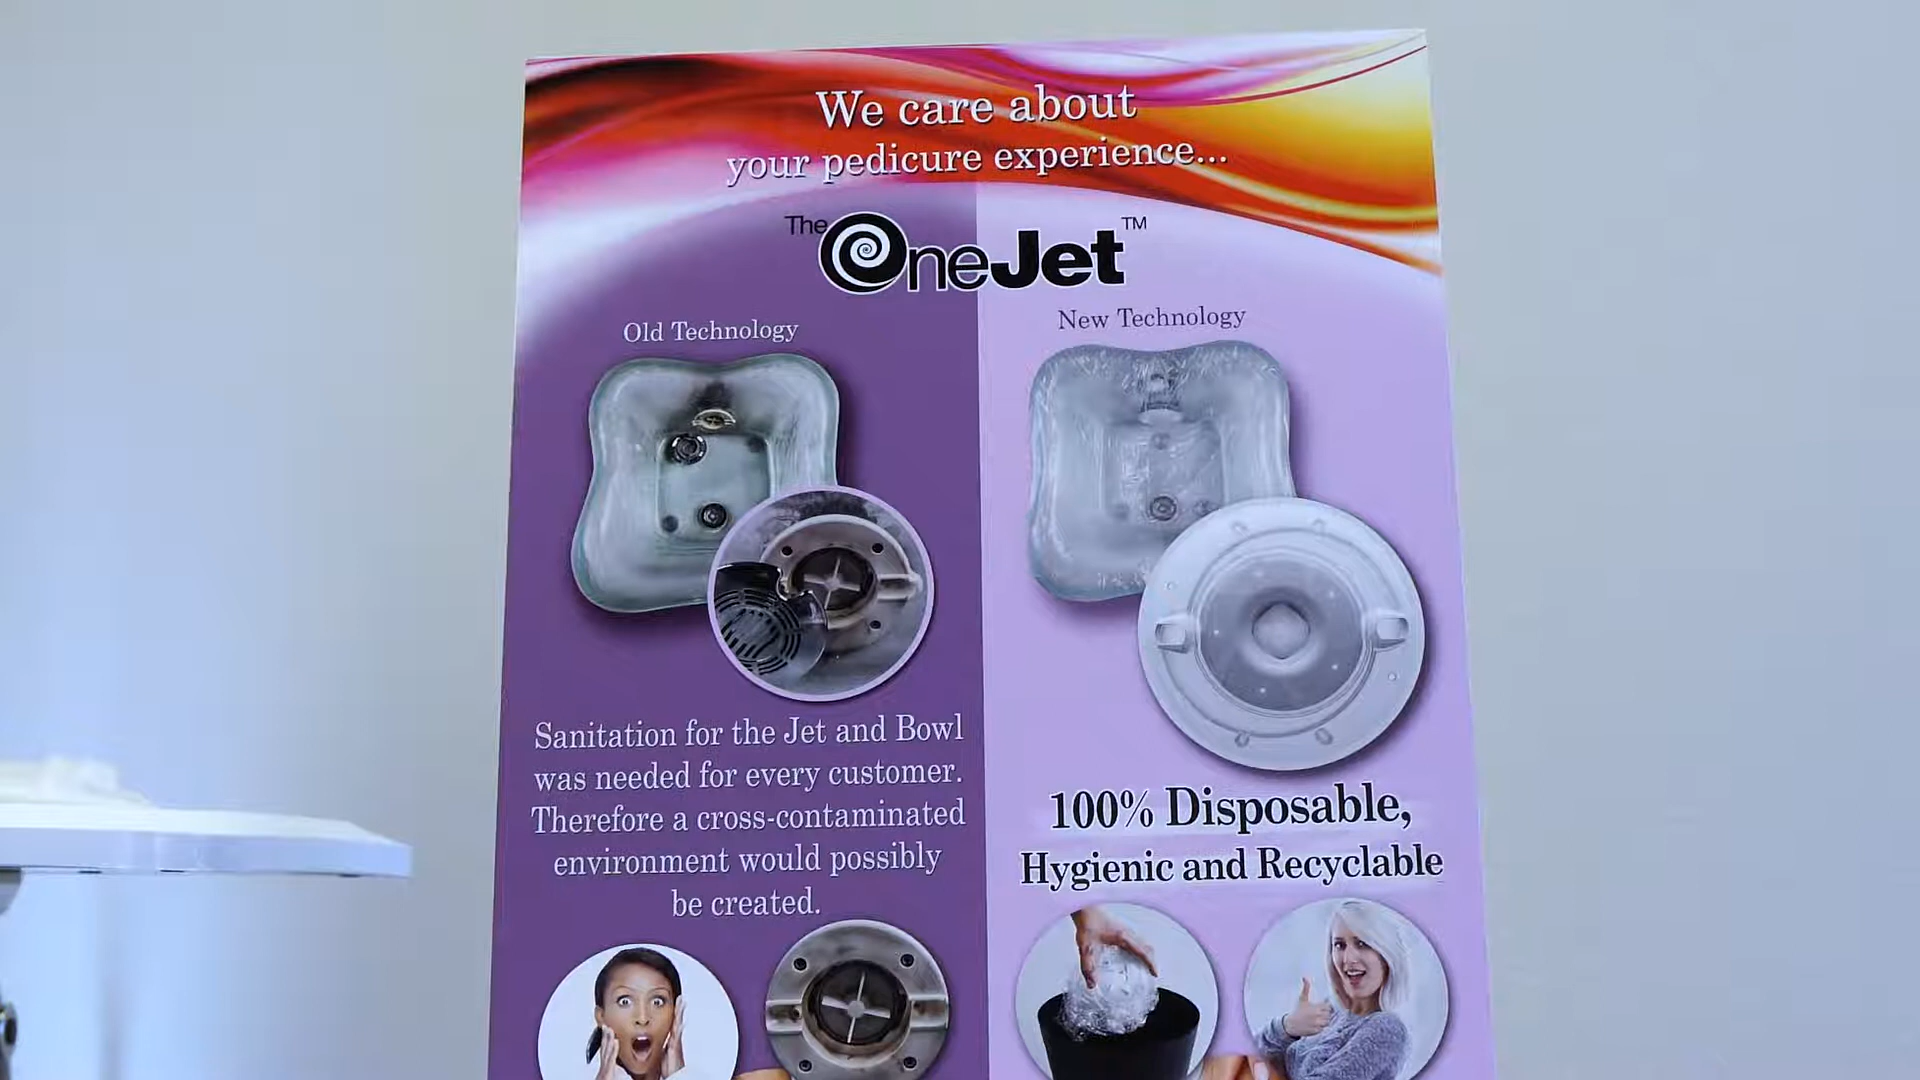 We care about
your pedicure experience...
The OneJet™
Old Technology
Sanitation for the Jet and Bowl
was needed for every customer.
Therefore a cross-contaminated
environment would possibly
be created.
New Technology
100% Disposable,
Hygienic and Recyclable